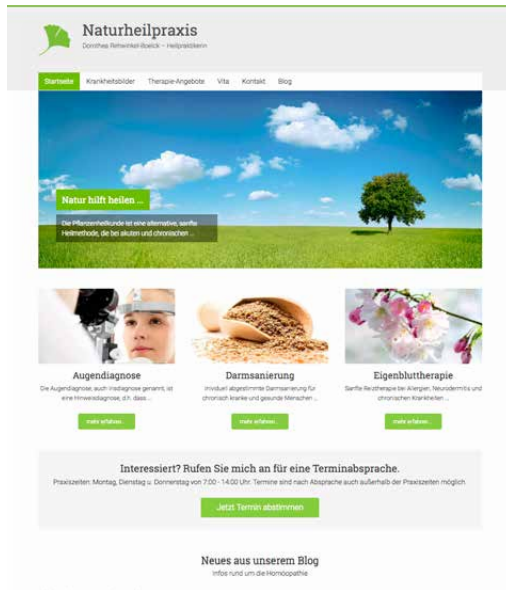 Naturheilpraxis
Dorothea Rehwinkel-Boelck – Heilpraktikerin
Startseite Krankheitsbilder Therapie-Angebote Vita Kontakt Blog
Natur hilft heilen ...
Die Pflanzenheilkunde ist eine alternative, sanfte
Heilmethode, die bei akuten und chronischen ...
Augendiagnose
Die Augendiagnose, auch Irisdiagnose genannt, ist
eine Hinweisdiagnose, d.h. dass ...
mehr erfahren...
Darmsanierung
Inviduell abgestimmte Darmsanierung für
chronisch kranke und gesunde Menschen ...
mehr erfahren...
Eigenbluttherapie
Sanfte Reiztherapie bei Allergien, Neurodermitis und
chronischen Krankheiten ...
mehr erfahren...
Interessiert? Rufen Sie mich an für eine Terminabsprache.
Praxiszeiten: Montag, Dienstag u. Donnerstag von 7:00 - 14:00 Uhr. Termine sind nach Absprache auch außerhalb der Praxiszeiten möglich
Jetzt Termin abstimmen
Neues aus unserem Blog
Infos rund um die Homöopathie